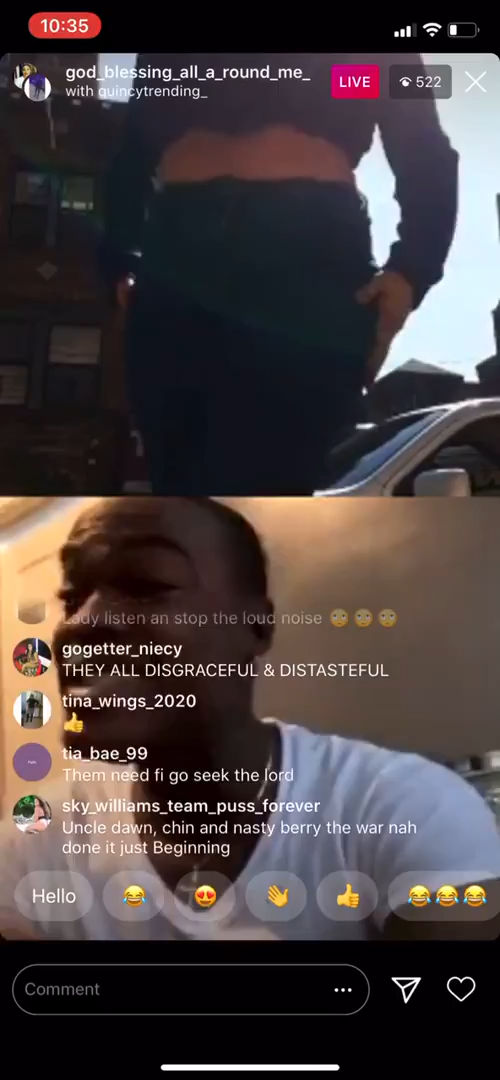 10:35
god_blessing_all_a_round_me_
LIVE
522
with quincytrending_
Lady listen an stop the loud noise 🙄 🙄 🙄
gogetter_niecy
THEY ALL DISGRACEFUL & DISTASTEFUL
tina_wings_2020
👍
tia_bae_99
Them need fi go seek the lord
sky_williams_team_puss_forever
Uncle dawn, chin and nasty berry the war nah
done it just Beginning
Hello 😂 😍 👋 👍 😂😂😂
Comment